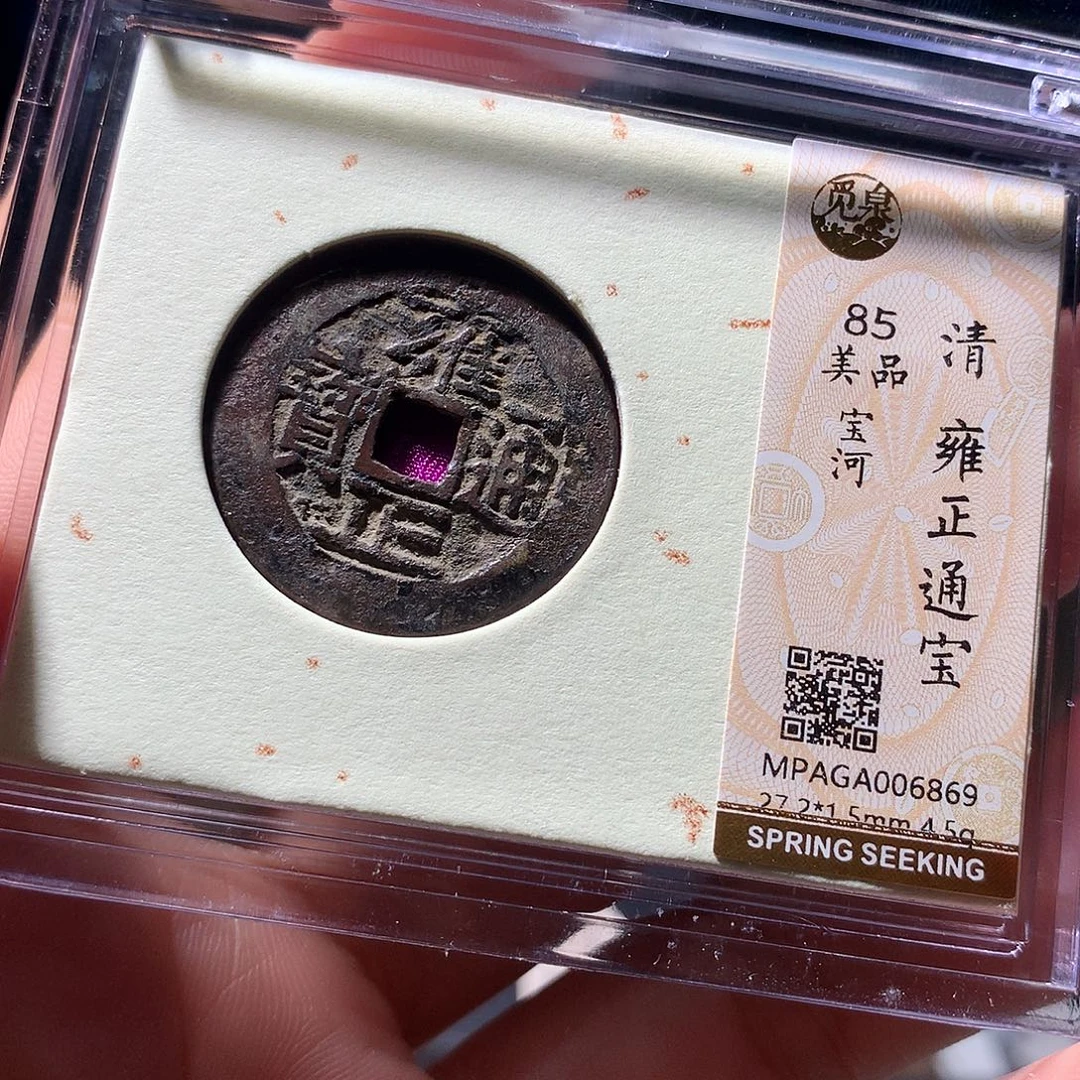 雍正通寶
觅泉
清 雍正通宝
85
美品
宝河
MPAGA006869
27.2*1.5mm 4.5g
SPRING SEEKING